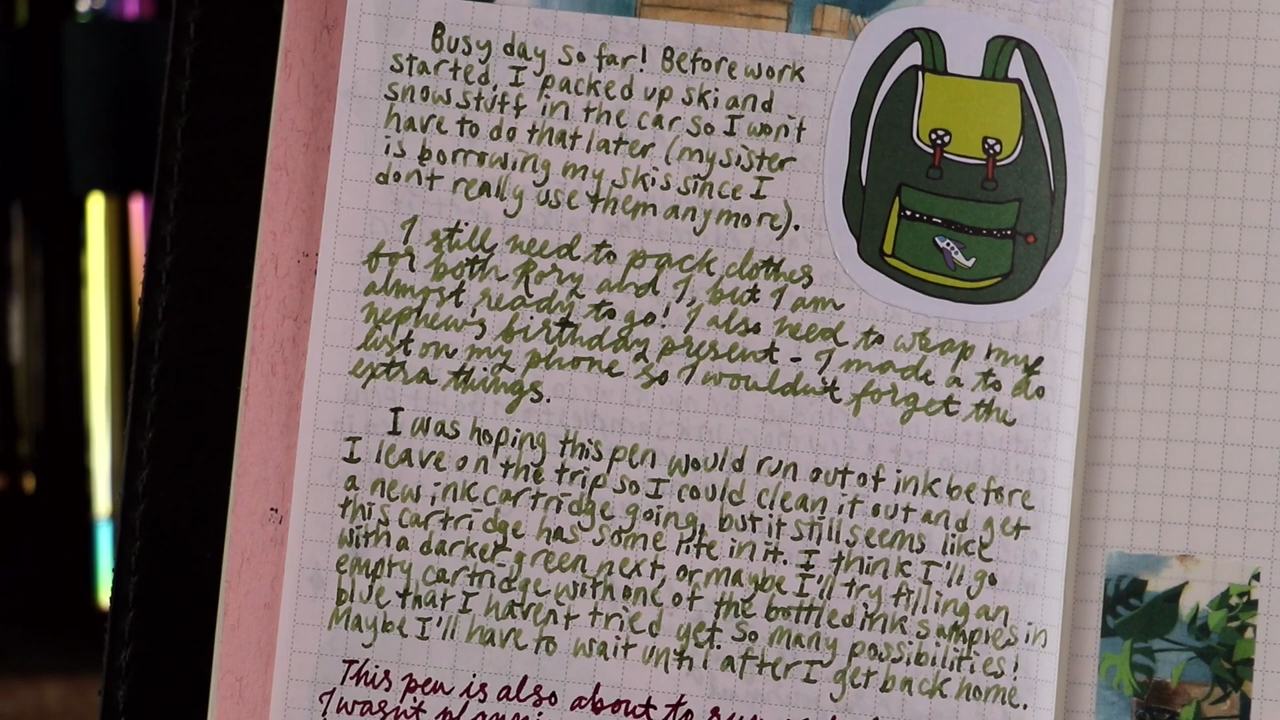 Busy day so far! Before work
started, I packed up ski and
snow stuff in the car so I won't
have to do that later (my sister
is borrowing my skis since I
don't really use them anymore).
I still need to pack clothes
for both Rory and I, but I am
almost ready to go! I also need to wrap my
nephew's birthday present - I made a to do
list on my phone so I wouldn't forget the
extra things.
I was hoping this pen would run out of ink before
I leave on the trip so I could clean it out and get
a new ink cartridge going, but it still seems like
this cartridge has some life in it. I think I'll go
with a darker green next, or maybe I'll try filling an
empty cartridge with one of the bottled ink samples in
blue that I haven't tried yet. So many possibilities!
Maybe I'll have to wait until after I get back home.
This pen is also about to
I wasn't